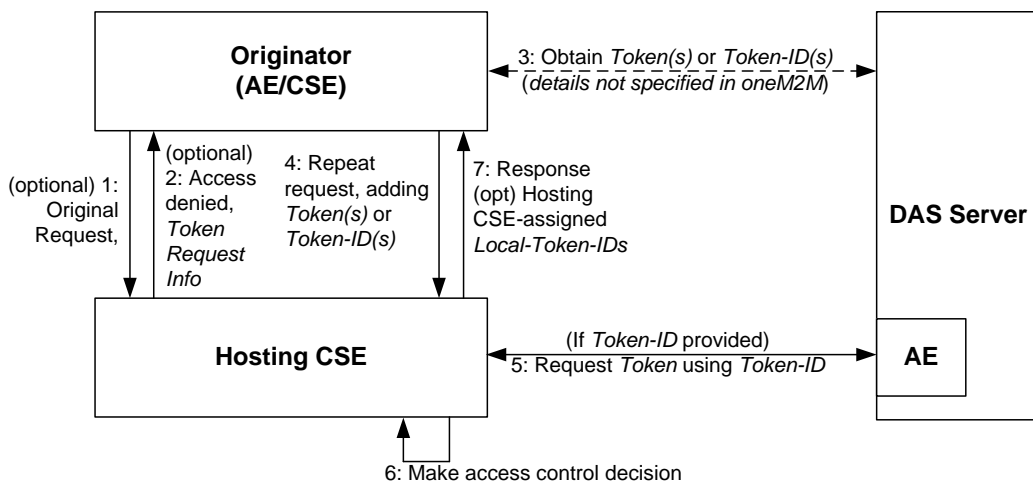 Originator
(AE/CSE)
3: Obtain Token(s) or Token-ID(s)
(details not specified in oneM2M)
(optional) 1:
Original
Request,
(optional)
2: Access
denied,
Token
Request
Info
4: Repeat
request, adding
Token(s) or
Token-ID(s)
7: Response
(opt) Hosting
CSE-assigned
Local-Token-IDs
DAS Server
Hosting CSE
(If Token-ID provided)
5: Request Token using Token-ID
AE
6: Make access control decision